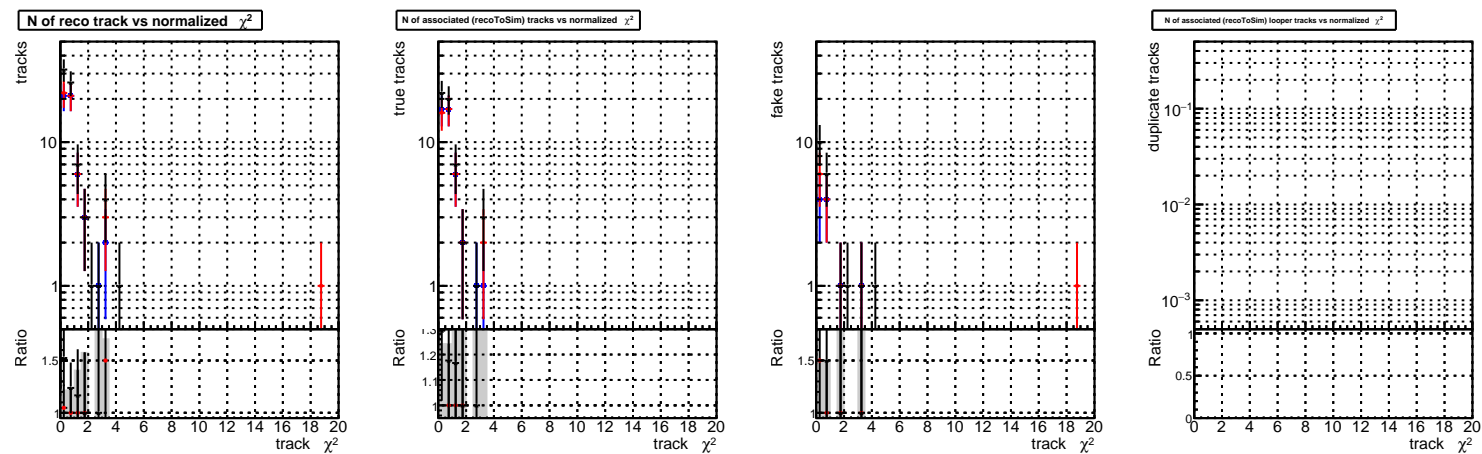 N of reco track vs normalized χ²
tracks
10
1
Ratio
1.5
1
0 2 4 6 8 10 12 14 16 18 20
track χ²
N of associated (recoToSim) tracks vs normalized χ²
true tracks
10
1
Ratio
1.3
1.2
1.1
1
0 2 4 6 8 10 12 14 16 18 20
track χ²
fake tracks
10
1
Ratio
1.5
1
0 2 4 6 8 10 12 14 16 18 20
track χ²
N of associated (recoToSim) looper tracks vs normalized χ²
duplicate tracks
10⁻¹
10⁻²
10⁻³
Ratio
1
0.5
0
0 2 4 6 8 10 12 14 16 18 20
track χ²